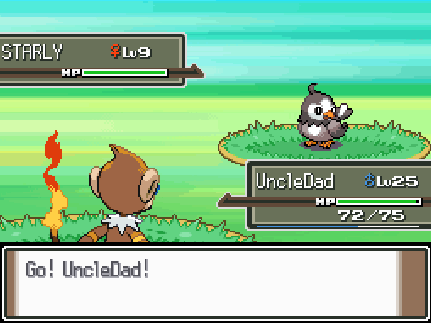 STARLY ♀Lv9
HP
UncleDad ♂Lv25
HP
72/75
Go! UncleDad!